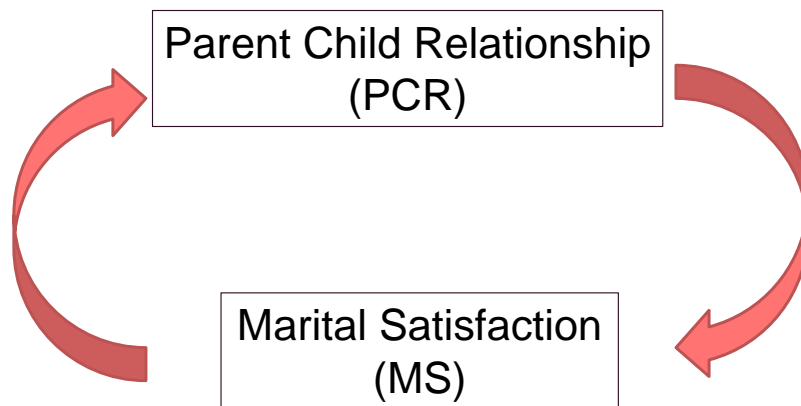 Parent Child Relationship
(PCR)
Marital Satisfaction
(MS)